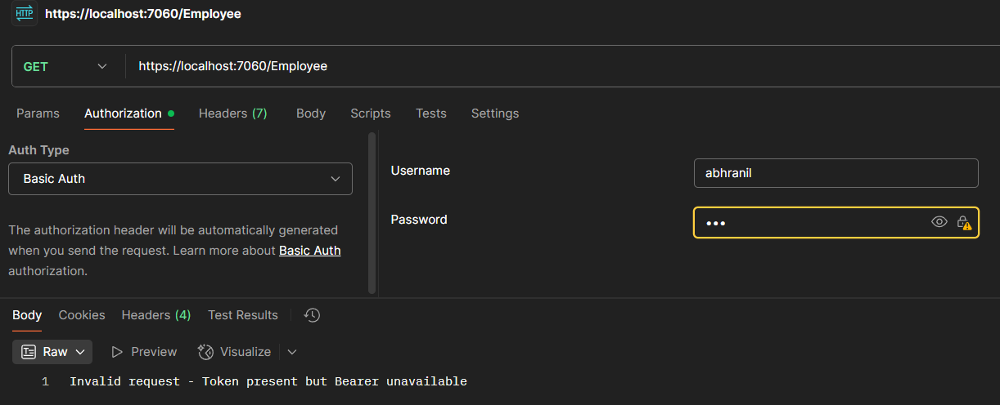 HTTP https://localhost:7060/Employee
GET https://localhost:7060/Employee
Params Authorization Headers (7) Body Scripts Tests Settings
Auth Type
Basic Auth
The authorization header will be automatically generated
when you send the request. Learn more about Basic Auth
authorization.
Username abhranil
Password •••
Body Cookies Headers (4) Test Results
Raw Preview Visualize
1 Invalid request - Token present but Bearer unavailable